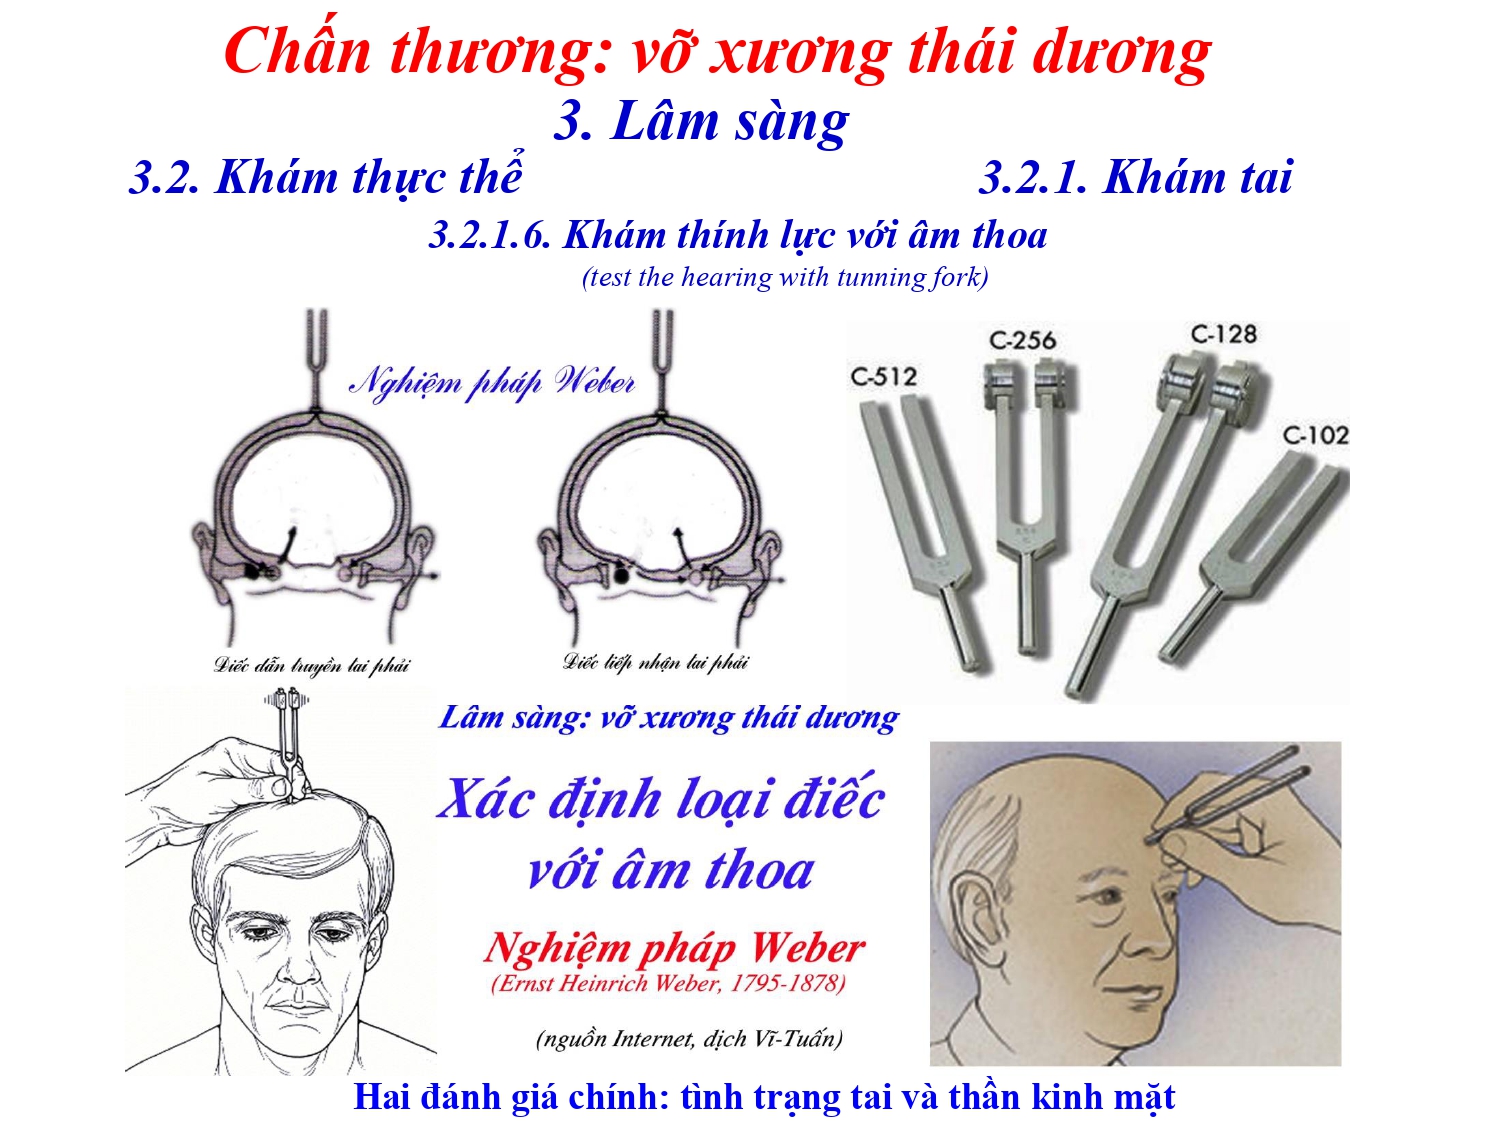 Chấn thương: vỡ xương thái dương
3. Lâm sàng
3.2. Khám thực thể
3.2.1. Khám tai
3.2.1.6. Khám thính lực với âm thoa
(test the hearing with tunning fork)
Nghiệm pháp Weber
C-512
C-256
C-128
C-102
Điếc dẫn truyền tai phải
Điếc tiếp nhận tai phải
Lâm sàng: vỡ xương thái dương
Xác định loại điếc
với âm thoa
Nghiệm pháp Weber
(Ernst Heinrich Weber, 1795-1878)
(nguồn Internet, dịch Vĩ-Tuấn)
Hai đánh giá chính: tình trạng tai và thần kinh mặt